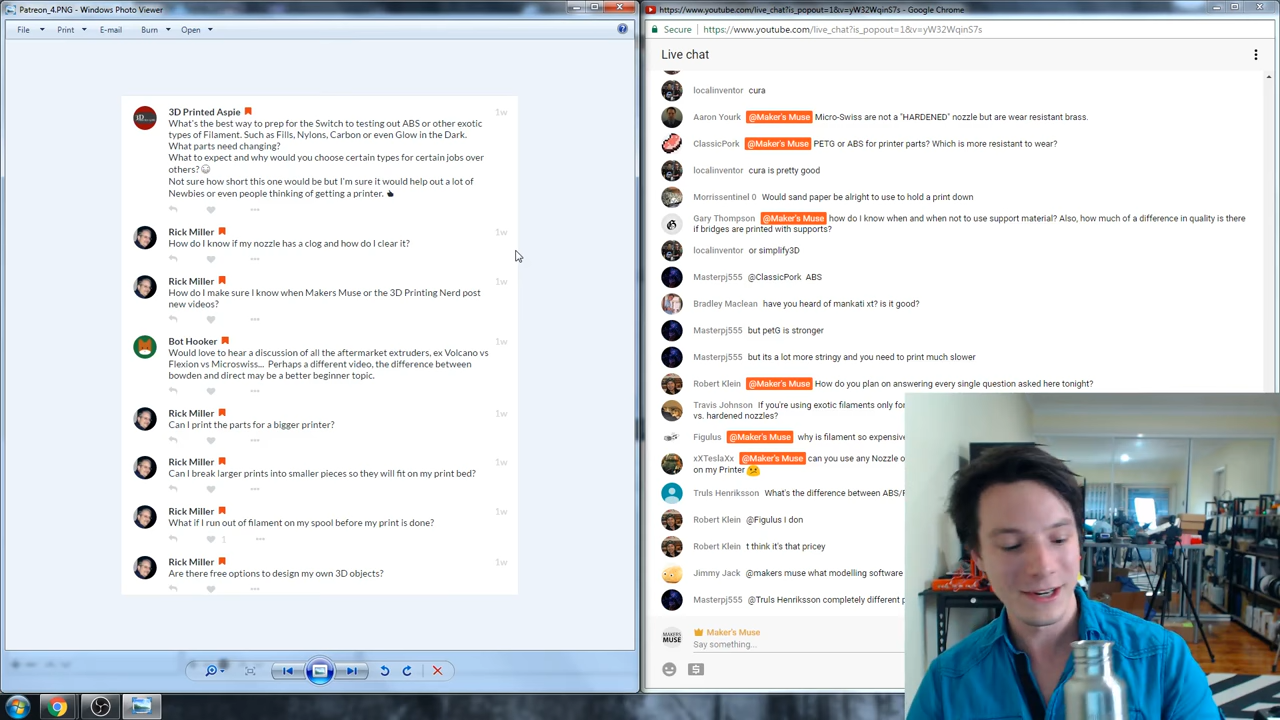 Patreon_4.PNG - Windows Photo Viewer
File Print E-mail Burn Open
3D Printed Aspie 1w
What's the best way to prep for the Switch to testing out ABS or other exotic
types of Filament. Such as Fills, Nylons, Carbon or even Glow in the Dark.
What parts need changing?
What to expect and why would you choose certain types for certain jobs over
others?
Not sure how short this one would be but I'm sure it would help out a lot of
Newbies or even people thinking of getting a printer.
Rick Miller 1w
How do I know if my nozzle has a clog and how do I clear it?
Rick Miller 1w
How do I make sure I know when Makers Muse or the 3D Printing Nerd post
new videos?
Bot Hooker 1w
Would love to hear a discussion of all the aftermarket extruders, ex Volcano vs
Flexion vs Microswiss... Perhaps a different video, the difference between
bowden and direct may be a better beginner topic.
Rick Miller 1w
Can I print the parts for a bigger printer?
Rick Miller 1w
Can I break larger prints into smaller pieces so they will fit on my print bed?
Rick Miller 1w
What if I run out of filament on my spool before my print is done?
1
Rick Miller 1w
Are there free options to design my own 3D objects?
https://www.youtube.com/live_chat?is_popout=1&v=yW32WqinS7s - Google Chrome
Secure https://www.youtube.com/live_chat?is_popout=1&v=yW32WqinS7s
Live chat
localinventor cura
Aaron Yourk @Maker's Muse Micro-Swiss are not a "HARDENED" nozzle but are wear resistant brass.
ClassicPork @Maker's Muse PETG or ABS for printer parts? Which is more resistant to wear?
localinventor cura is pretty good
Morrissentinel 0 Would sand paper be alright to use to hold a print down
Gary Thompson @Maker's Muse how do I know when and when not to use support material? Also, how much of a difference in quality is there
if bridges are printed with supports?
localinventor or simplify3D
Masterpj555 @ClassicPork ABS
Bradley Maclean have you heard of mankati xt? is it good?
Masterpj555 but petG is stronger
Masterpj555 but its a lot more stringy and you need to print much slower
Robert Klein @Maker's Muse How do you plan on answering every single question asked here tonight?
Travis Johnson If you're using exotic filaments only for
vs. hardened nozzles?
Figulus @Maker's Muse why is filament so expensive
xXTeslaXx @Maker's Muse can you use any Nozzle o
on my Printer
Truls Henriksson What's the difference between ABS/P
Robert Klein @Figulus I don
Robert Klein t think it's that pricey
Jimmy Jack @makers muse what modelling software
Masterpj555 @Truls Henriksson completely different p
MAKERS
MUSE
Maker's Muse
Say something...